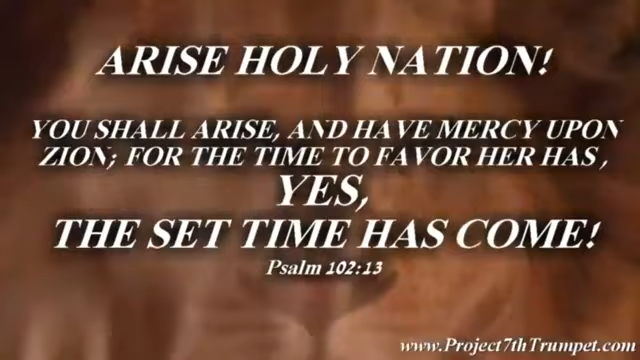 ARISE HOLY NATION!
YOU SHALL ARISE, AND HAVE MERCY UPON
ZION; FOR THE TIME TO FAVOR HER HAS,
YES,
THE SET TIME HAS COME!
Psalm 102:13
www.Project7thTrumpet.com